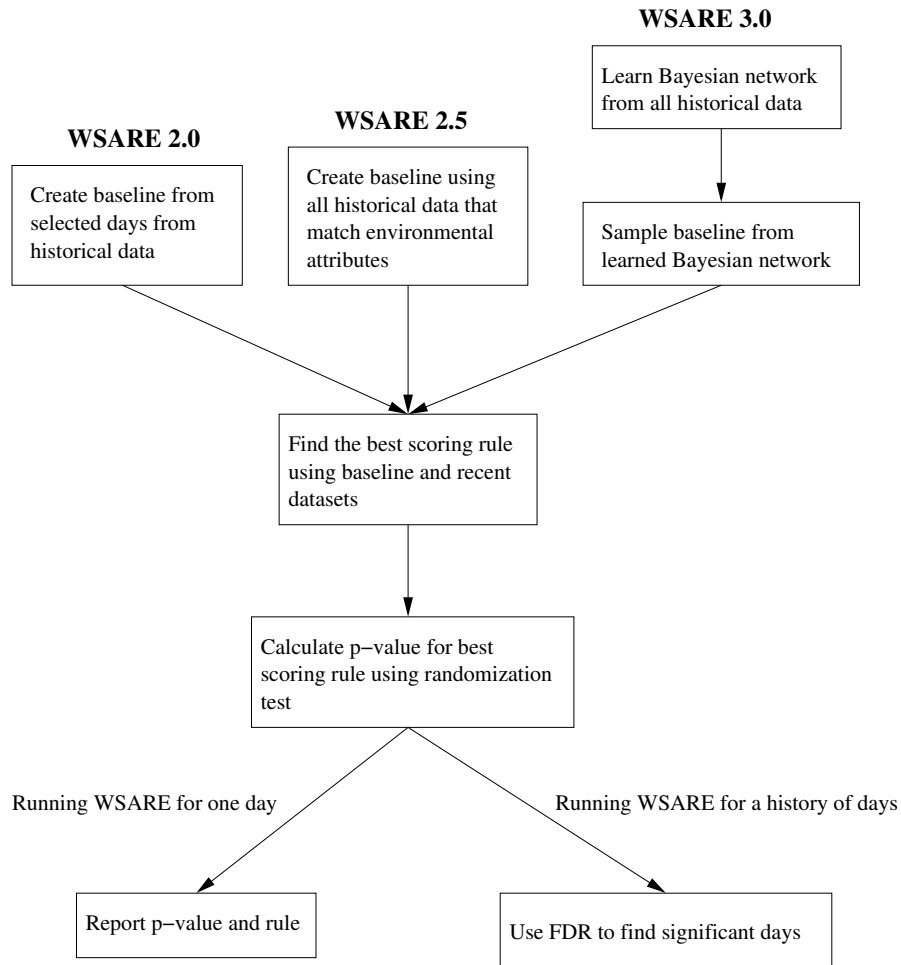 WSARE 3.0
Learn Bayesian network
from all historical data
WSARE 2.5
WSARE 2.0
Create baseline from
selected days from
historical data
Create baseline using
all historical data that
match environmental
attributes
Sample baseline from
learned Bayesian network
Find the best scoring rule
using baseline and recent
datasets
Calculate p−value for best
scoring rule using randomization
test
Running WSARE for one day
Running WSARE for a history of days
Report p−value and rule
Use FDR to find significant days